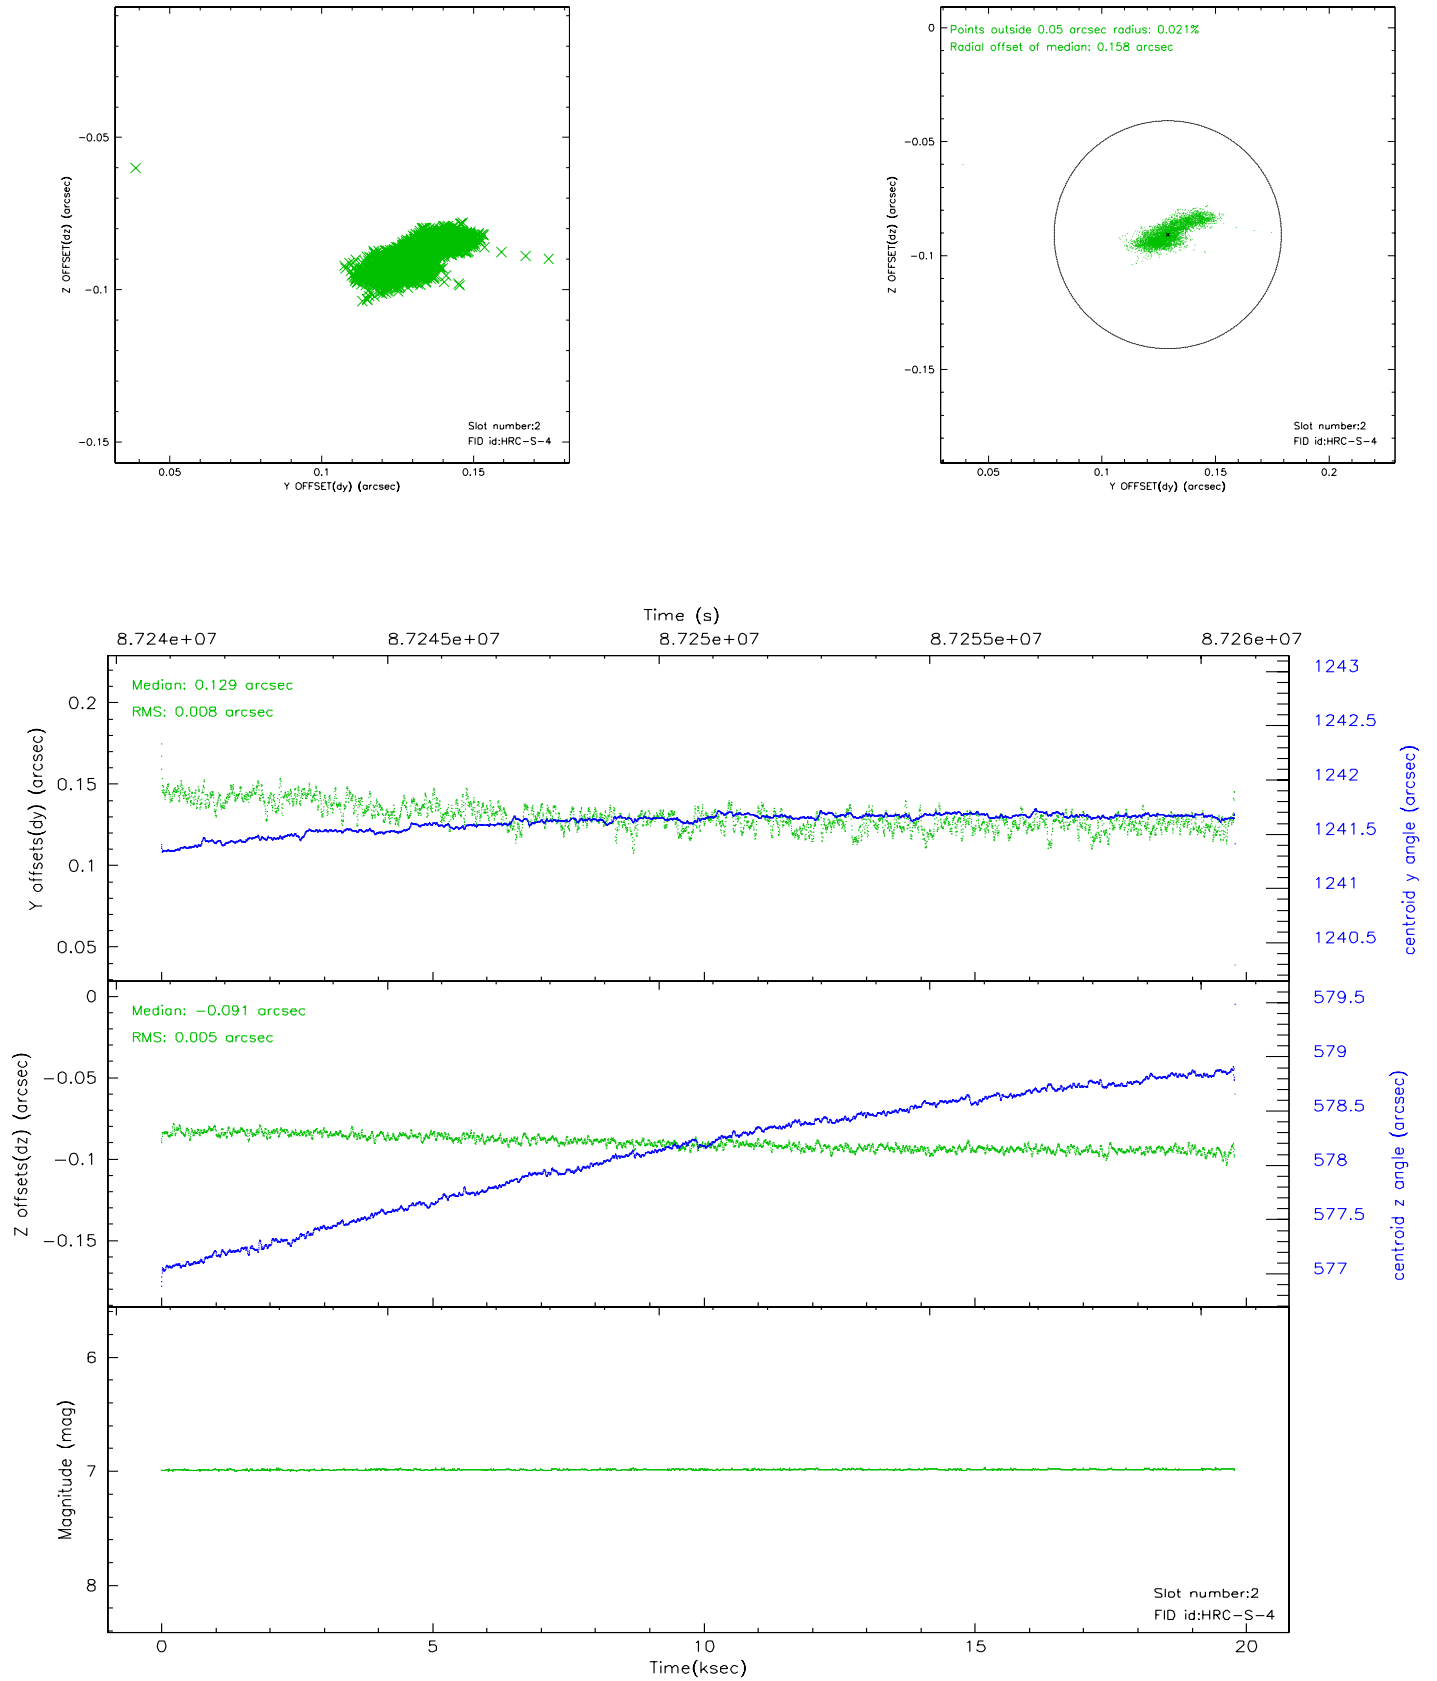 −0.05
−0.1
−0.15
Z OFFSET(dz) (arcsec)
0.05
0.1
0.15
Y OFFSET(dy) (arcsec)
Slot number:2
FID id:HRC−S−4
Points outside 0.05 arcsec radius: 0.021%
Radial offset of median: 0.158 arcsec
0
−0.05
−0.1
−0.15
Z OFFSET(dz) (arcsec)
0.05
0.1
0.15
0.2
Y OFFSET(dy) (arcsec)
Slot number:2
FID id:HRC−S−4
Time (s)
8.724e+07
8.7245e+07
8.725e+07
8.7255e+07
8.726e+07
Median: 0.129 arcsec
RMS: 0.008 arcsec
0.2
0.15
0.1
0.05
Y offsets(dy) (arcsec)
1243
1242.5
1242
1241.5
1241
1240.5
centroid y angle (arcsec)
Median: −0.091 arcsec
RMS: 0.005 arcsec
0
−0.05
−0.1
−0.15
Z offsets(dz) (arcsec)
579.5
579
578.5
578
577.5
577
centroid z angle (arcsec)
6
7
8
Magnitude (mag)
Slot number:2
FID id:HRC−S−4
0
5
10
15
20
Time(ksec)